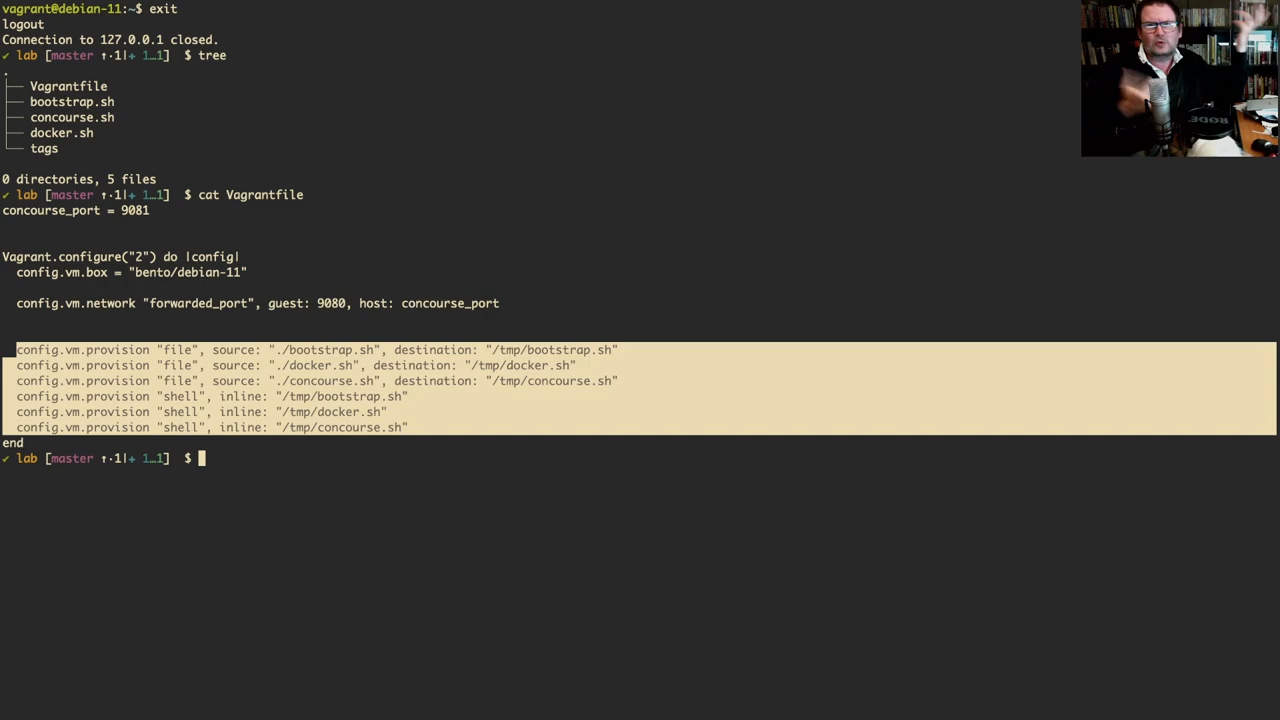 vagrant@debian-11:~$ exit
logout
Connection to 127.0.0.1 closed.
✔ lab [master ↑·1|✚ 1…1]  $ tree
.
├── Vagrantfile
├── bootstrap.sh
├── concourse.sh
├── docker.sh
└── tags
0 directories, 5 files
✔ lab [master ↑·1|✚ 1…1]  $ cat Vagrantfile
concourse_port = 9081
Vagrant.configure("2") do |config|
  config.vm.box = "bento/debian-11"
  config.vm.network "forwarded_port", guest: 9080, host: concourse_port
  config.vm.provision "file", source: "./bootstrap.sh", destination: "/tmp/bootstrap.sh"
  config.vm.provision "file", source: "./docker.sh", destination: "/tmp/docker.sh"
  config.vm.provision "file", source: "./concourse.sh", destination: "/tmp/concourse.sh"
  config.vm.provision "shell", inline: "/tmp/bootstrap.sh"
  config.vm.provision "shell", inline: "/tmp/docker.sh"
  config.vm.provision "shell", inline: "/tmp/concourse.sh"
end
✔ lab [master ↑·1|✚ 1…1]  $
RODE